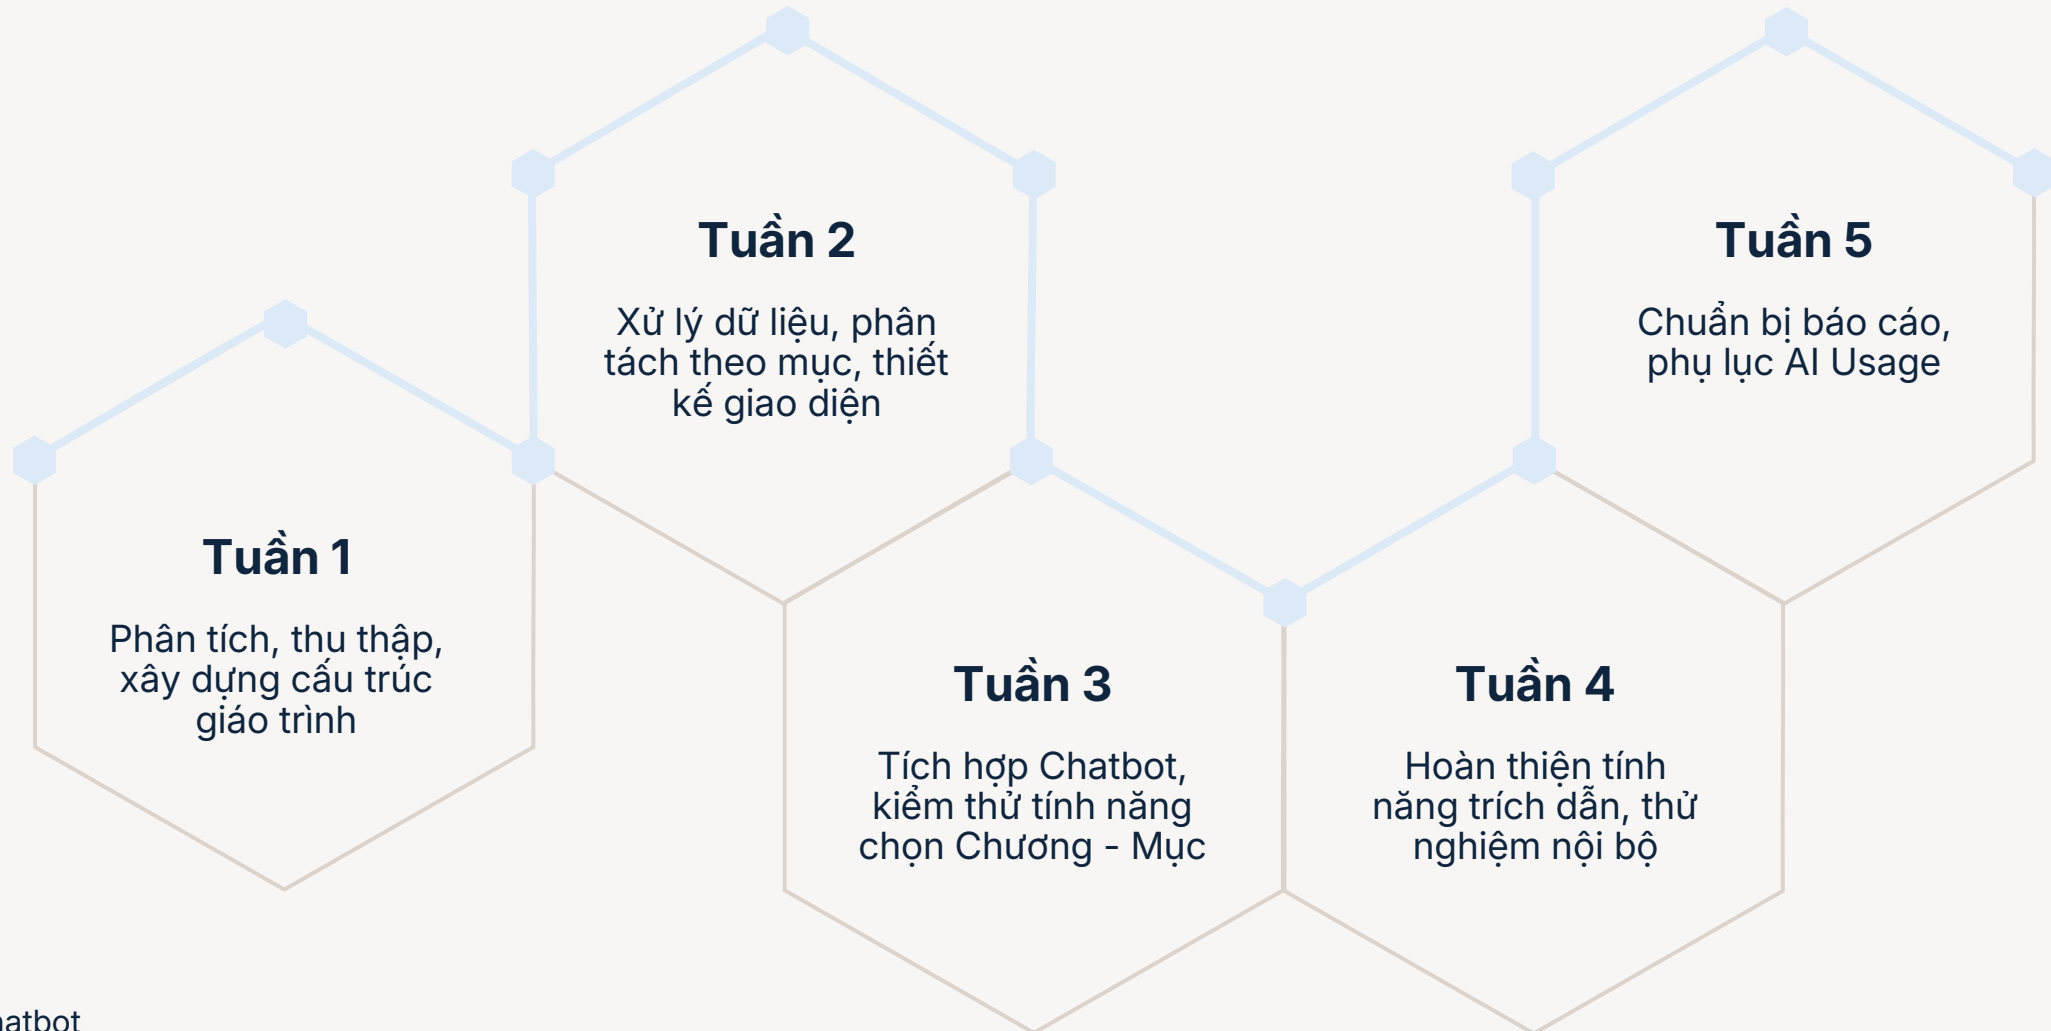 Tuần 1
Phân tích, thu thập,
xây dựng cấu trúc
giáo trình
Tuần 2
Xử lý dữ liệu, phân
tách theo mục, thiết
kế giao diện
Tuần 3
Tích hợp Chatbot,
kiểm thử tính năng
chọn Chương - Mục
Tuần 4
Hoàn thiện tính
năng trích dẫn, thử
nghiệm nội bộ
Tuần 5
Chuẩn bị báo cáo,
phụ lục AI Usage